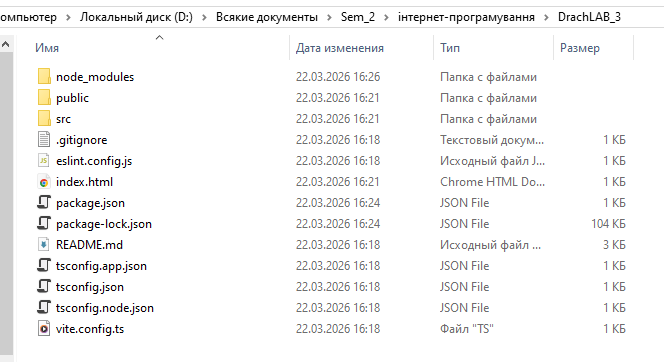 омпьютер > Локальный диск (D:) > Всякие документы > Sem_2 > інтернет-програмування > DrachLAB_3
Имя Дата изменения Тип Размер
node_modules 22.03.2026 16:26 Папка с файлами
public 22.03.2026 16:21 Папка с файлами
src 22.03.2026 16:21 Папка с файлами
.gitignore 22.03.2026 16:18 Текстовый докум... 1 КБ
eslint.config.js 22.03.2026 16:18 Исходный файл J... 1 КБ
index.html 22.03.2026 16:21 Chrome HTML Do... 1 КБ
package.json 22.03.2026 16:24 JSON File 1 КБ
package-lock.json 22.03.2026 16:24 JSON File 104 КБ
README.md 22.03.2026 16:18 Исходный файл ... 3 КБ
tsconfig.app.json 22.03.2026 16:18 JSON File 1 КБ
tsconfig.json 22.03.2026 16:18 JSON File 1 КБ
tsconfig.node.json 22.03.2026 16:18 JSON File 1 КБ
vite.config.ts 22.03.2026 16:18 Файл "TS" 1 КБ